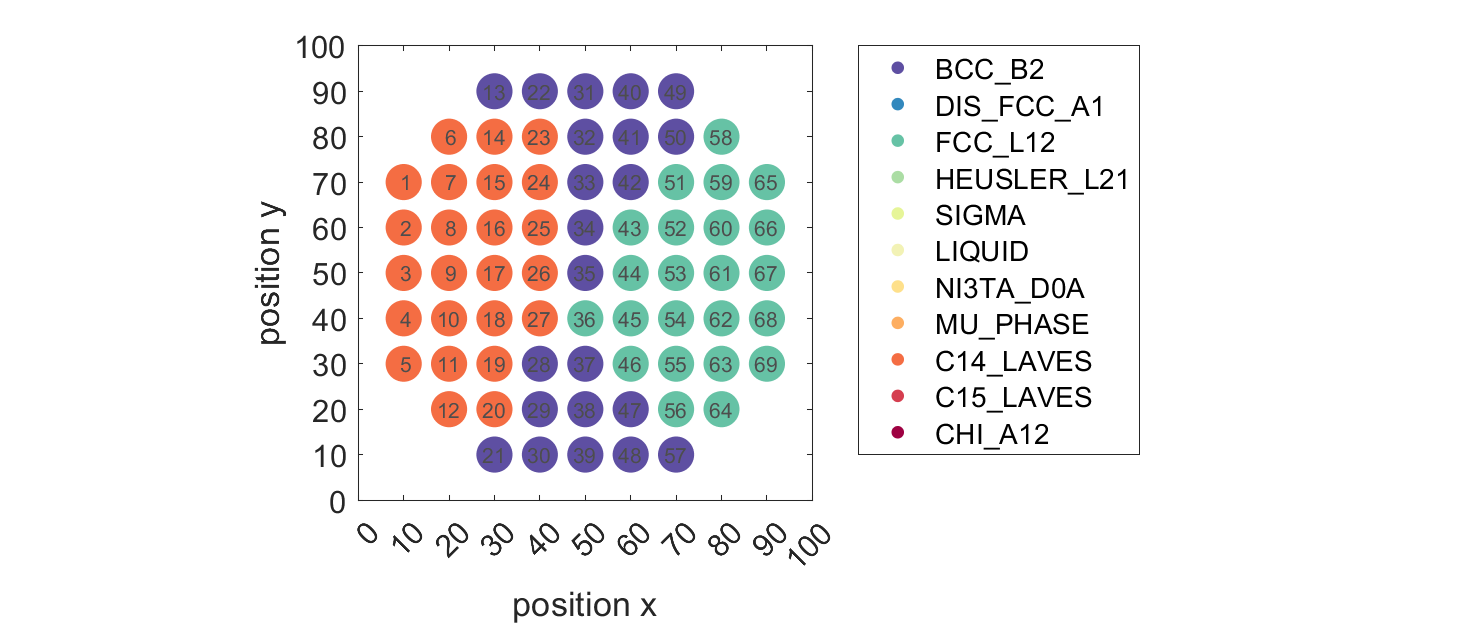 100
90
80
70
60
50
40
30
20
10
0
position y
13 22 31 40 49
6 14 23 32 41 50 58
1 7 15 24 33 42 51 59 65
2 8 16 25 34 43 52 60 66
3 9 17 26 35 44 53 61 67
4 10 18 27 36 45 54 62 68
5 11 19 28 37 46 55 63 69
12 20 29 38 47 56 64
21 30 39 48 57
0 10 20 30 40 50 60 70 80 90 100
position x
BCC_B2
DIS_FCC_A1
FCC_L12
HEUSLER_L21
SIGMA
LIQUID
NI3TA_D0A
MU_PHASE
C14_LAVES
C15_LAVES
CHI_A12